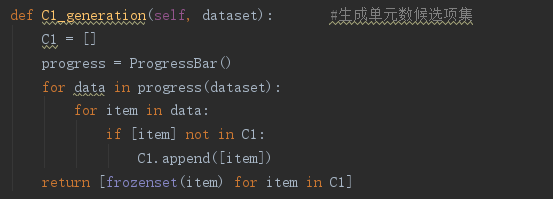 def C1_generation(self, dataset):        #生成单元数候选项集
    C1 = []
    progress = ProgressBar()
    for data in progress(dataset):
        for item in data:
            if [item] not in C1:
                C1.append([item])
    return [frozenset(item) for item in C1]